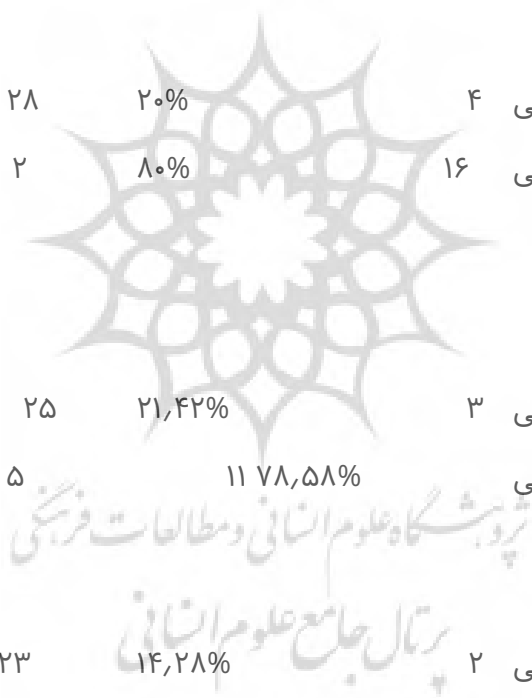 ی ۴ ۲۰% ۲۸
ی ۱۶ ۸۰% ۲
ی ۳ ۲۱,۴۲% ۲۵
ی ۱۱ ۷۸,۵۸% ۵
پژوهشگاه علوم انسانی و مطالعات فرهنگی
پرتال جامع علوم انسانی
ی ۲ ۱۴,۲۸% ۲۳